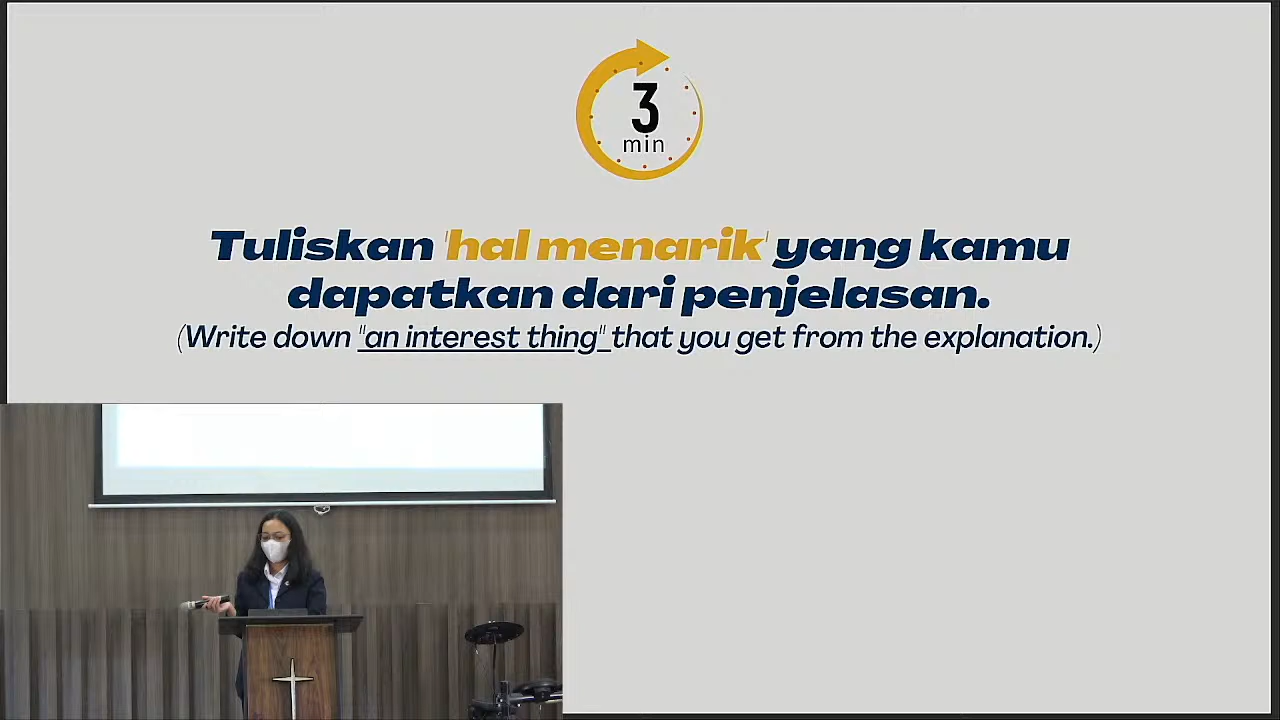 3
min
Tuliskan 'hal menarik' yang kamu
dapatkan dari penjelasan.
(Write down "an interest thing" that you get from the explanation.)